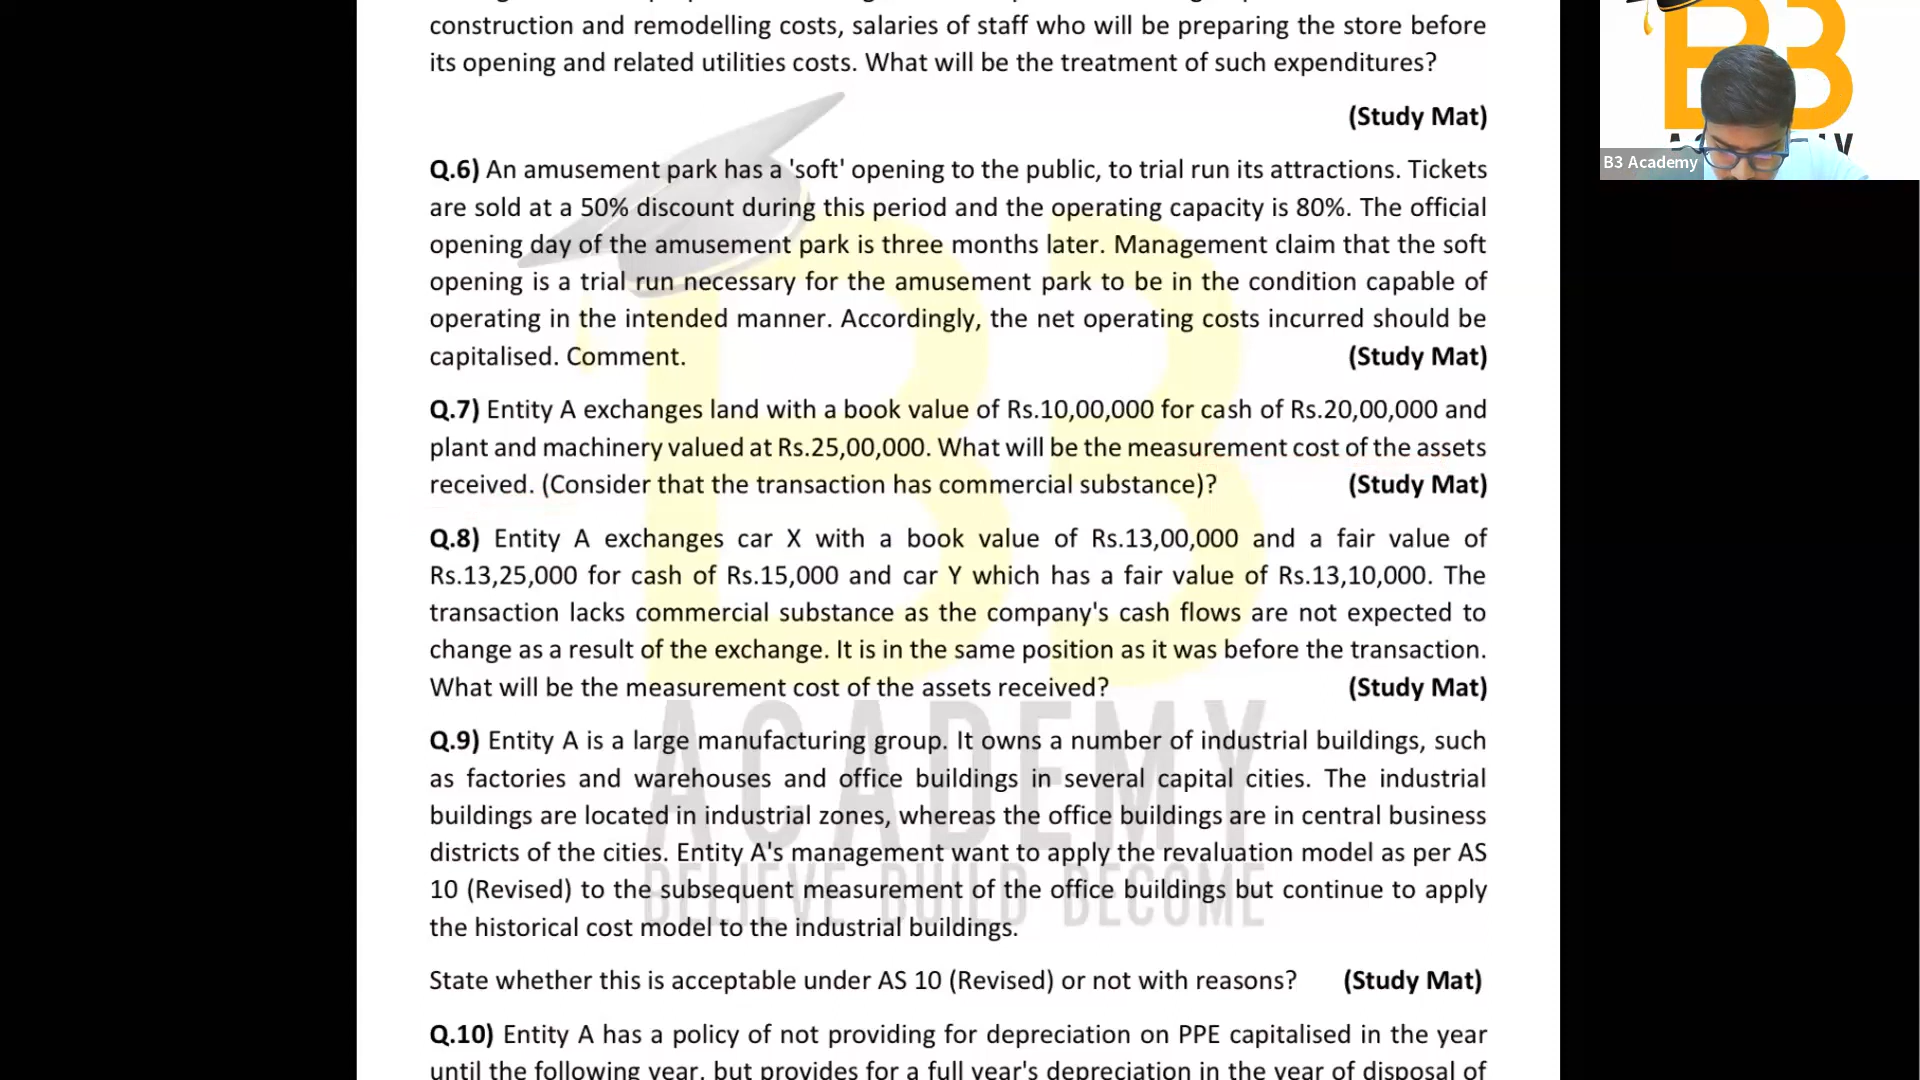 construction and remodelling costs, salaries of staff who will be preparing the store before
its opening and related utilities costs. What will be the treatment of such expenditures?
(Study Mat)
Q.6) An amusement park has a 'soft' opening to the public, to trial run its attractions. Tickets
are sold at a 50% discount during this period and the operating capacity is 80%. The official
opening day of the amusement park is three months later. Management claim that the soft
opening is a trial run necessary for the amusement park to be in the condition capable of
operating in the intended manner. Accordingly, the net operating costs incurred should be
capitalised. Comment. (Study Mat)
Q.7) Entity A exchanges land with a book value of Rs.10,00,000 for cash of Rs.20,00,000 and
plant and machinery valued at Rs.25,00,000. What will be the measurement cost of the assets
received. (Consider that the transaction has commercial substance)? (Study Mat)
Q.8) Entity A exchanges car X with a book value of Rs.13,00,000 and a fair value of
Rs.13,25,000 for cash of Rs.15,000 and car Y which has a fair value of Rs.13,10,000. The
transaction lacks commercial substance as the company's cash flows are not expected to
change as a result of the exchange. It is in the same position as it was before the transaction.
What will be the measurement cost of the assets received? (Study Mat)
Q.9) Entity A is a large manufacturing group. It owns a number of industrial buildings, such
as factories and warehouses and office buildings in several capital cities. The industrial
buildings are located in industrial zones, whereas the office buildings are in central business
districts of the cities. Entity A's management want to apply the revaluation model as per AS
10 (Revised) to the subsequent measurement of the office buildings but continue to apply
the historical cost model to the industrial buildings.
State whether this is acceptable under AS 10 (Revised) or not with reasons? (Study Mat)
Q.10) Entity A has a policy of not providing for depreciation on PPE capitalised in the year
until the following year, but provides for a full year's depreciation in the year of disposal of
B3
ACADEMY
BELIEVE BUILD BECOME
B3
B3 Academy